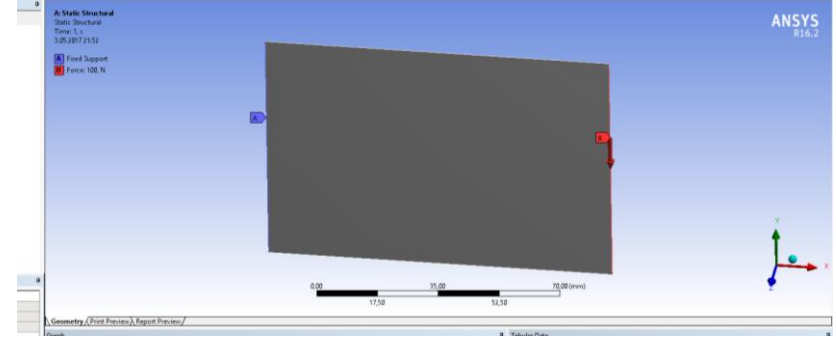 A: Static Structural
Static Structural
Time: 1, s
3.05.2017 21:52
A Fixed Support
B Force: 100, N
ANSYS
R16.2
A
B
Y
X
Z
0,00 35,00 70,00 (mm)
17,50 52,50
Geometry Print Preview Report Preview
Graph Tabular Data